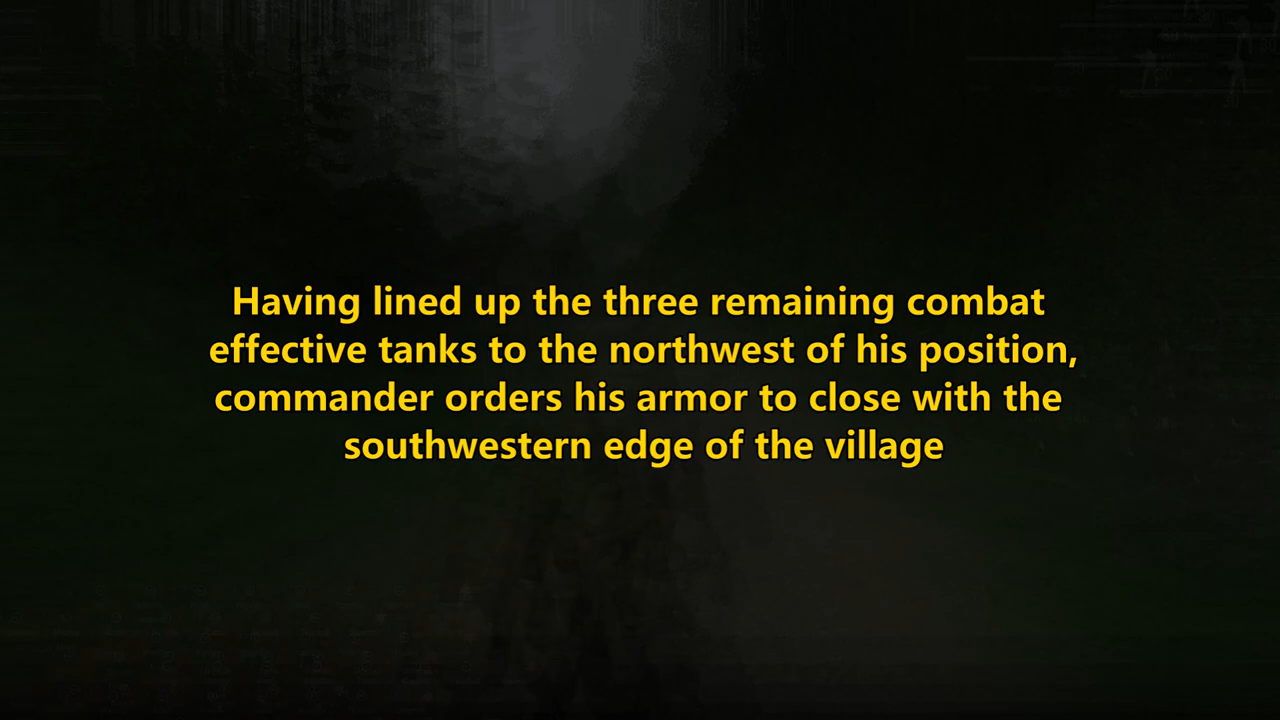 Having lined up the three remaining combat
effective tanks to the northwest of his position,
commander orders his armor to close with the
southwestern edge of the village